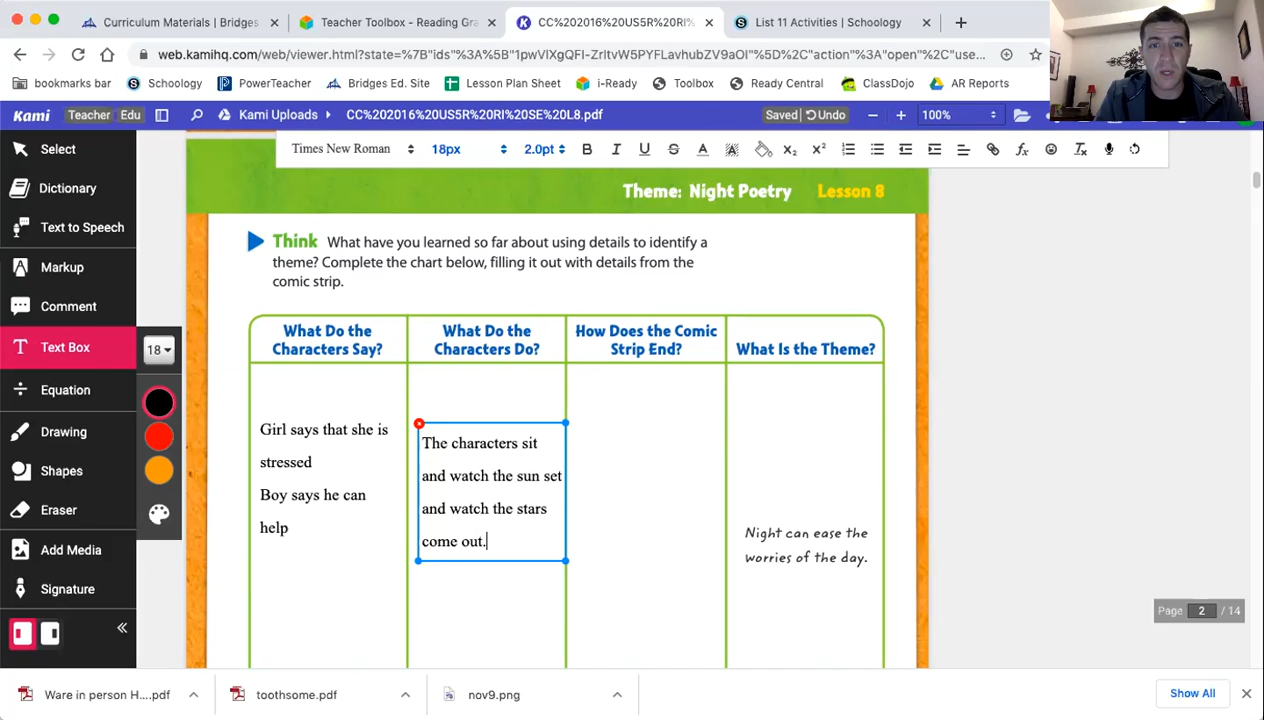 Curriculum Materials | Bridges
Teacher Toolbox - Reading Gra
CC%202016%20US5R%20RI%
List 11 Activities | Schoology
web.kamihq.com/web/viewer.html?state=%7B"ids"%3A%5B"1pwVIXgQFI-ZrltvW5PYFLavhubZV9aOI"%5D%2C"action"%3A"open"%2C"use...
bookmarks bar
Schoology
PowerTeacher
Bridges Ed. Site
Lesson Plan Sheet
i-Ready
Toolbox
Ready Central
ClassDojo
AR Reports
Kami
Teacher
Edu
Kami Uploads
CC%202016%20US5R%20RI%20SE%20L8.pdf
Saved
Undo
100%
Times New Roman
18px
2.0pt
B I U S A A X₂ X² fx
Select
Dictionary
Text to Speech
Markup
Comment
Text Box
Equation
Drawing
Shapes
Eraser
Add Media
Signature
18
Theme: Night Poetry Lesson 8
Think What have you learned so far about using details to identify a
theme? Complete the chart below, filling it out with details from the
comic strip.
What Do the
Characters Say?
What Do the
Characters Do?
How Does the Comic
Strip End?
What Is the Theme?
Girl says that she is
stressed
Boy says he can
help
The characters sit
and watch the sun set
and watch the stars
come out.
Night can ease the
worries of the day.
Page 2 / 14
Ware in person H....pdf
toothsome.pdf
nov9.png
Show All